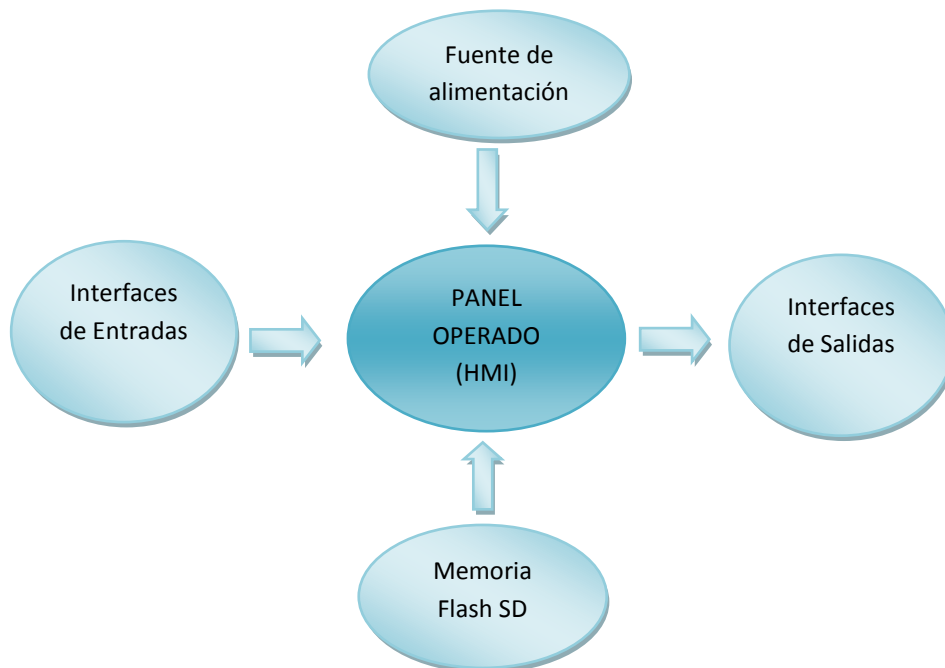 Fuente de
alimentación
Interfaces
de Entradas
PANEL
OPERADO
(HMI)
Interfaces
de Salidas
Memoria
Flash SD